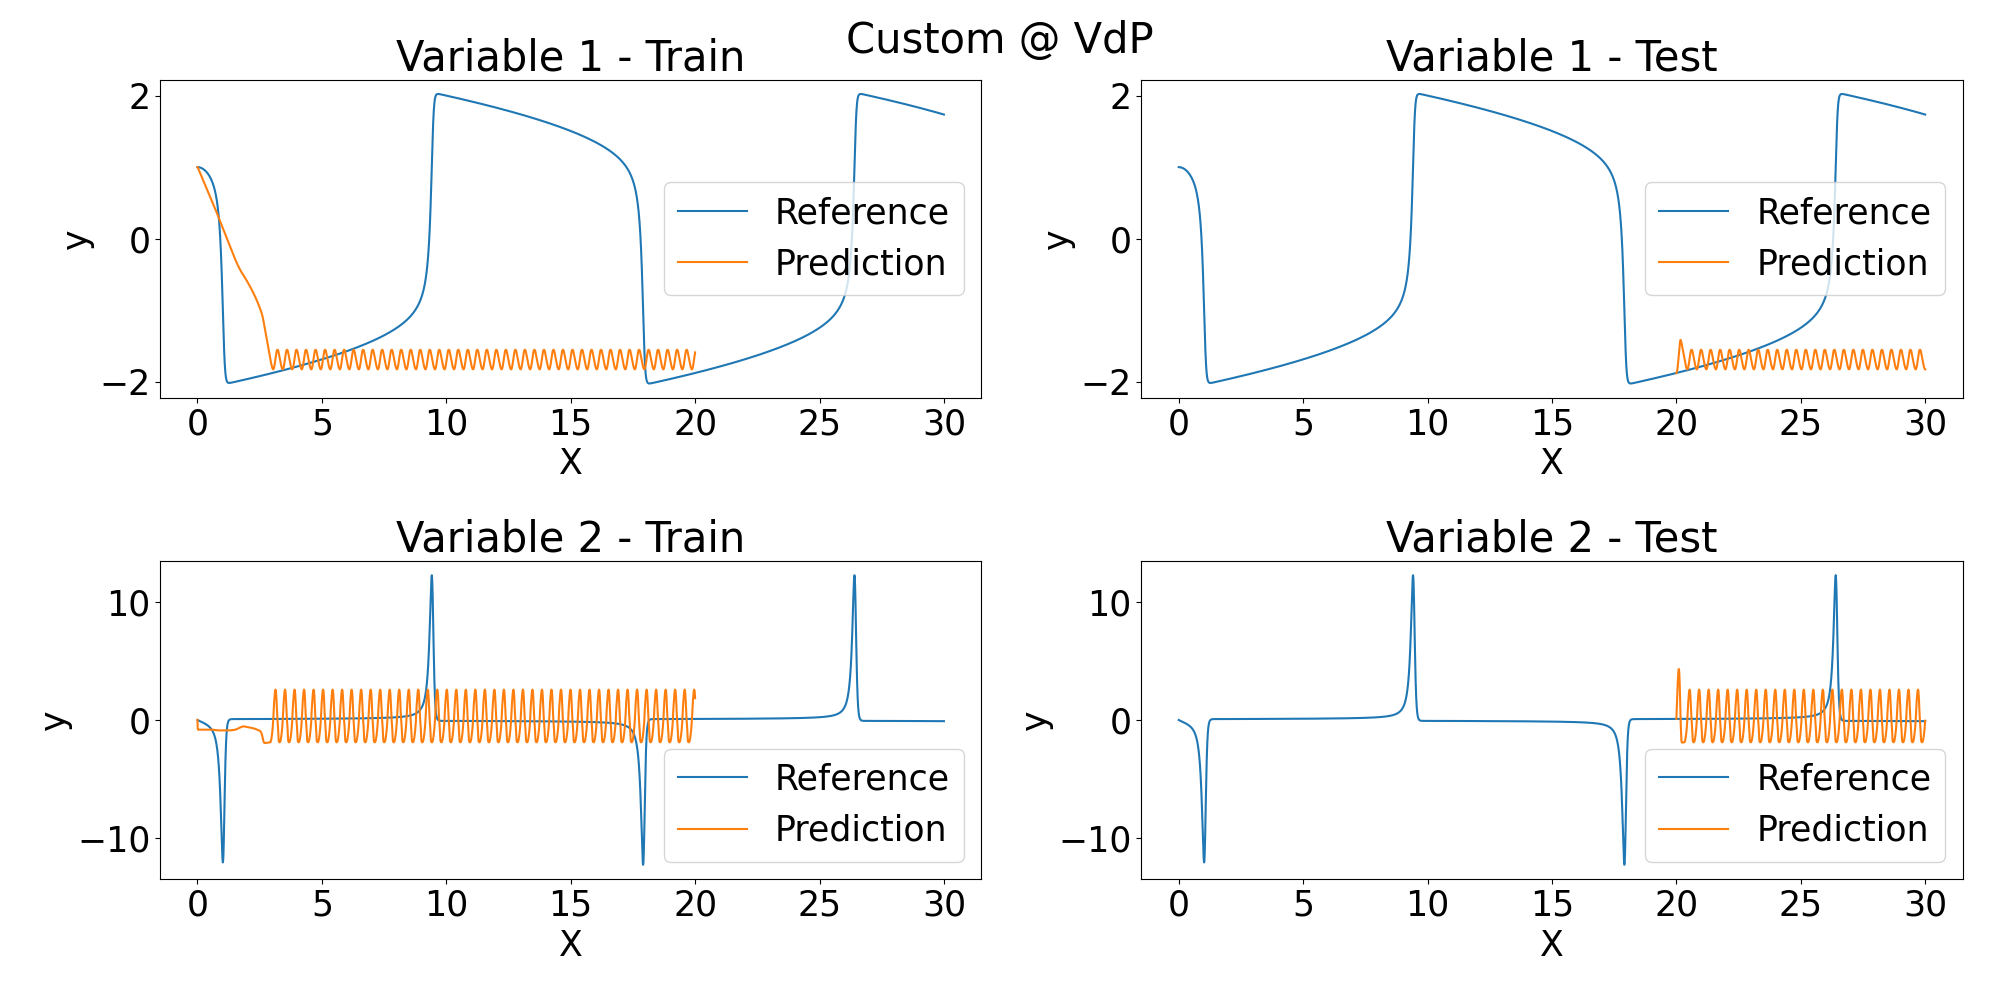 Custom @ VdP
Variable 1 - Train
2
0
−2
y
Reference
Prediction
0 5 10 15 20 25 30
X
Variable 1 - Test
2
0
−2
y
Reference
Prediction
0 5 10 15 20 25 30
X
Variable 2 - Train
10
0
−10
y
Reference
Prediction
0 5 10 15 20 25 30
X
Variable 2 - Test
10
0
−10
y
Reference
Prediction
0 5 10 15 20 25 30
X